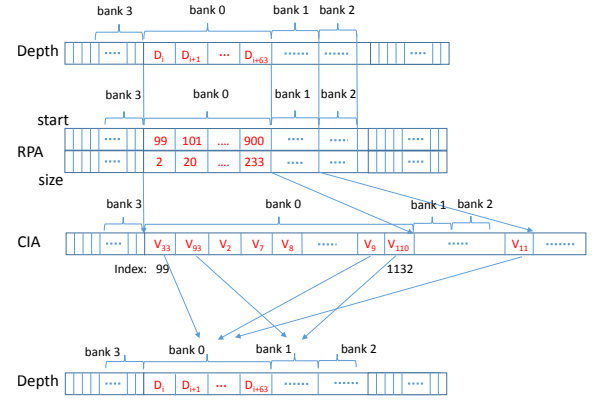 bank 3 bank 0 bank 1 bank 2
Depth .... Di Di+1 ... Di+63 ...... ...... ....
start bank 3 bank 0 bank 1 bank 2
RPA .... 99 101 .... 900 .... .... ....
2 20 .... 233 .... .... ....
size
bank 3 bank 0 bank 1 bank 2
CIA .... V33 V93 V2 V7 V8 ..... V9 V110 ..... V11 .......
Index: 99 1132
bank 3 bank 0 bank 1 bank 2
Depth .... Di Di+1 ... Di+63 ...... ...... ....